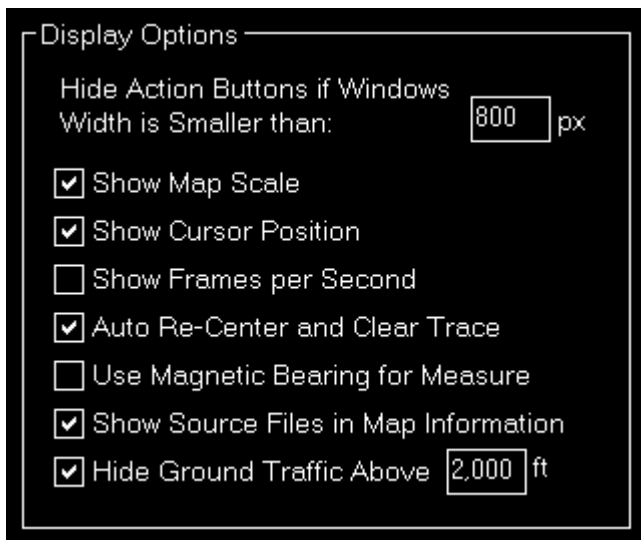 Display Options
Hide Action Buttons if Windows
Width is Smaller than: 800 px
Show Map Scale
Show Cursor Position
Show Frames per Second
Auto Re-Center and Clear Trace
Use Magnetic Bearing for Measure
Show Source Files in Map Information
Hide Ground Traffic Above 2,000 ft